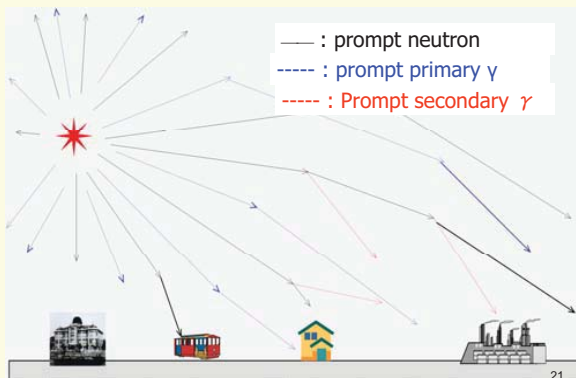 —— : prompt neutron
----- : prompt primary γ
----- : Prompt secondary γ
21